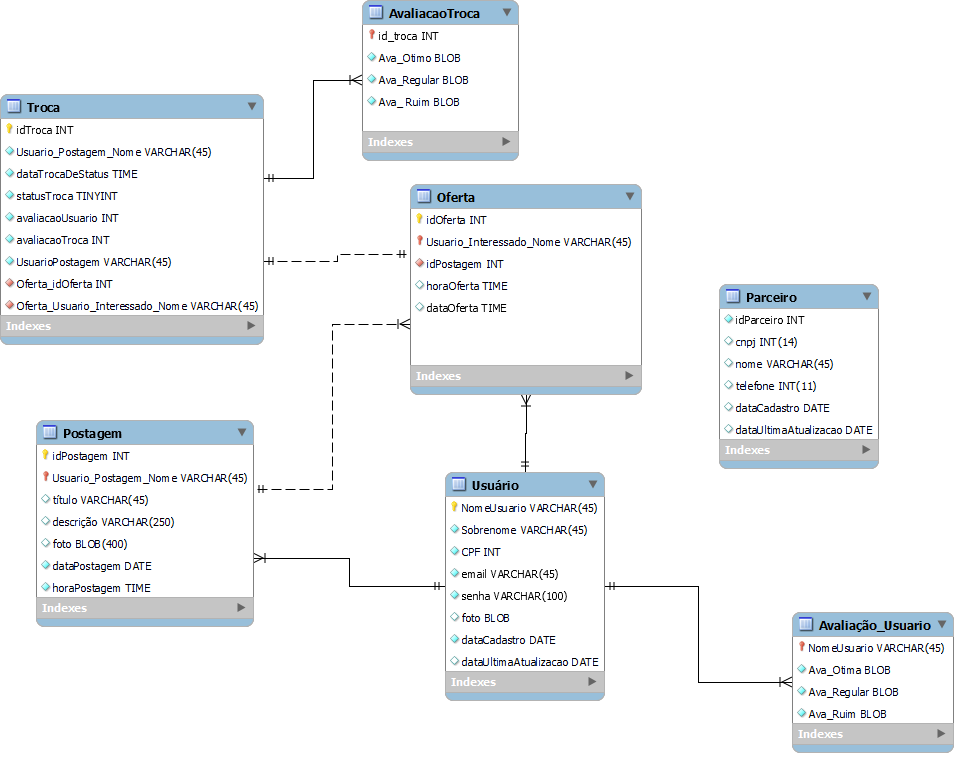 AvaliacaoTroca
id_troca INT
Ava_Otimo BLOB
Ava_Regular BLOB
Ava_ Ruim BLOB
Indexes
Troca
idTroca INT
Usuario_Postagem_Nome VARCHAR(45)
dataTrocaDeStatus TIME
statusTroca TINYINT
avaliacaoUsuario INT
avaliacaoTroca INT
UsuarioPostagem VARCHAR(45)
Oferta_idOferta INT
Oferta_Usuario_Interessado_Nome VARCHAR(45)
Indexes
Oferta
idOferta INT
Usuario_Interessado_Nome VARCHAR(45)
idPostagem INT
horaOferta TIME
dataOferta TIME
Indexes
Parceiro
idParceiro INT
cnpj INT(14)
nome VARCHAR(45)
telefone INT(11)
dataCadastro DATE
dataUltimaAtualizacao DATE
Indexes
Postagem
idPostagem INT
Usuario_Postagem_Nome VARCHAR(45)
título VARCHAR(45)
descrição VARCHAR(250)
foto BLOB(400)
dataPostagem DATE
horaPostagem TIME
Indexes
Usuário
NomeUsuario VARCHAR(45)
Sobrenome VARCHAR(45)
CPF INT
email VARCHAR(45)
senha VARCHAR(100)
foto BLOB
dataCadastro DATE
dataUltimaAtualizacao DATE
Indexes
Avaliação_Usuario
NomeUsuario VARCHAR(45)
Ava_Otima BLOB
Ava_Regular BLOB
Ava_Ruim BLOB
Indexes